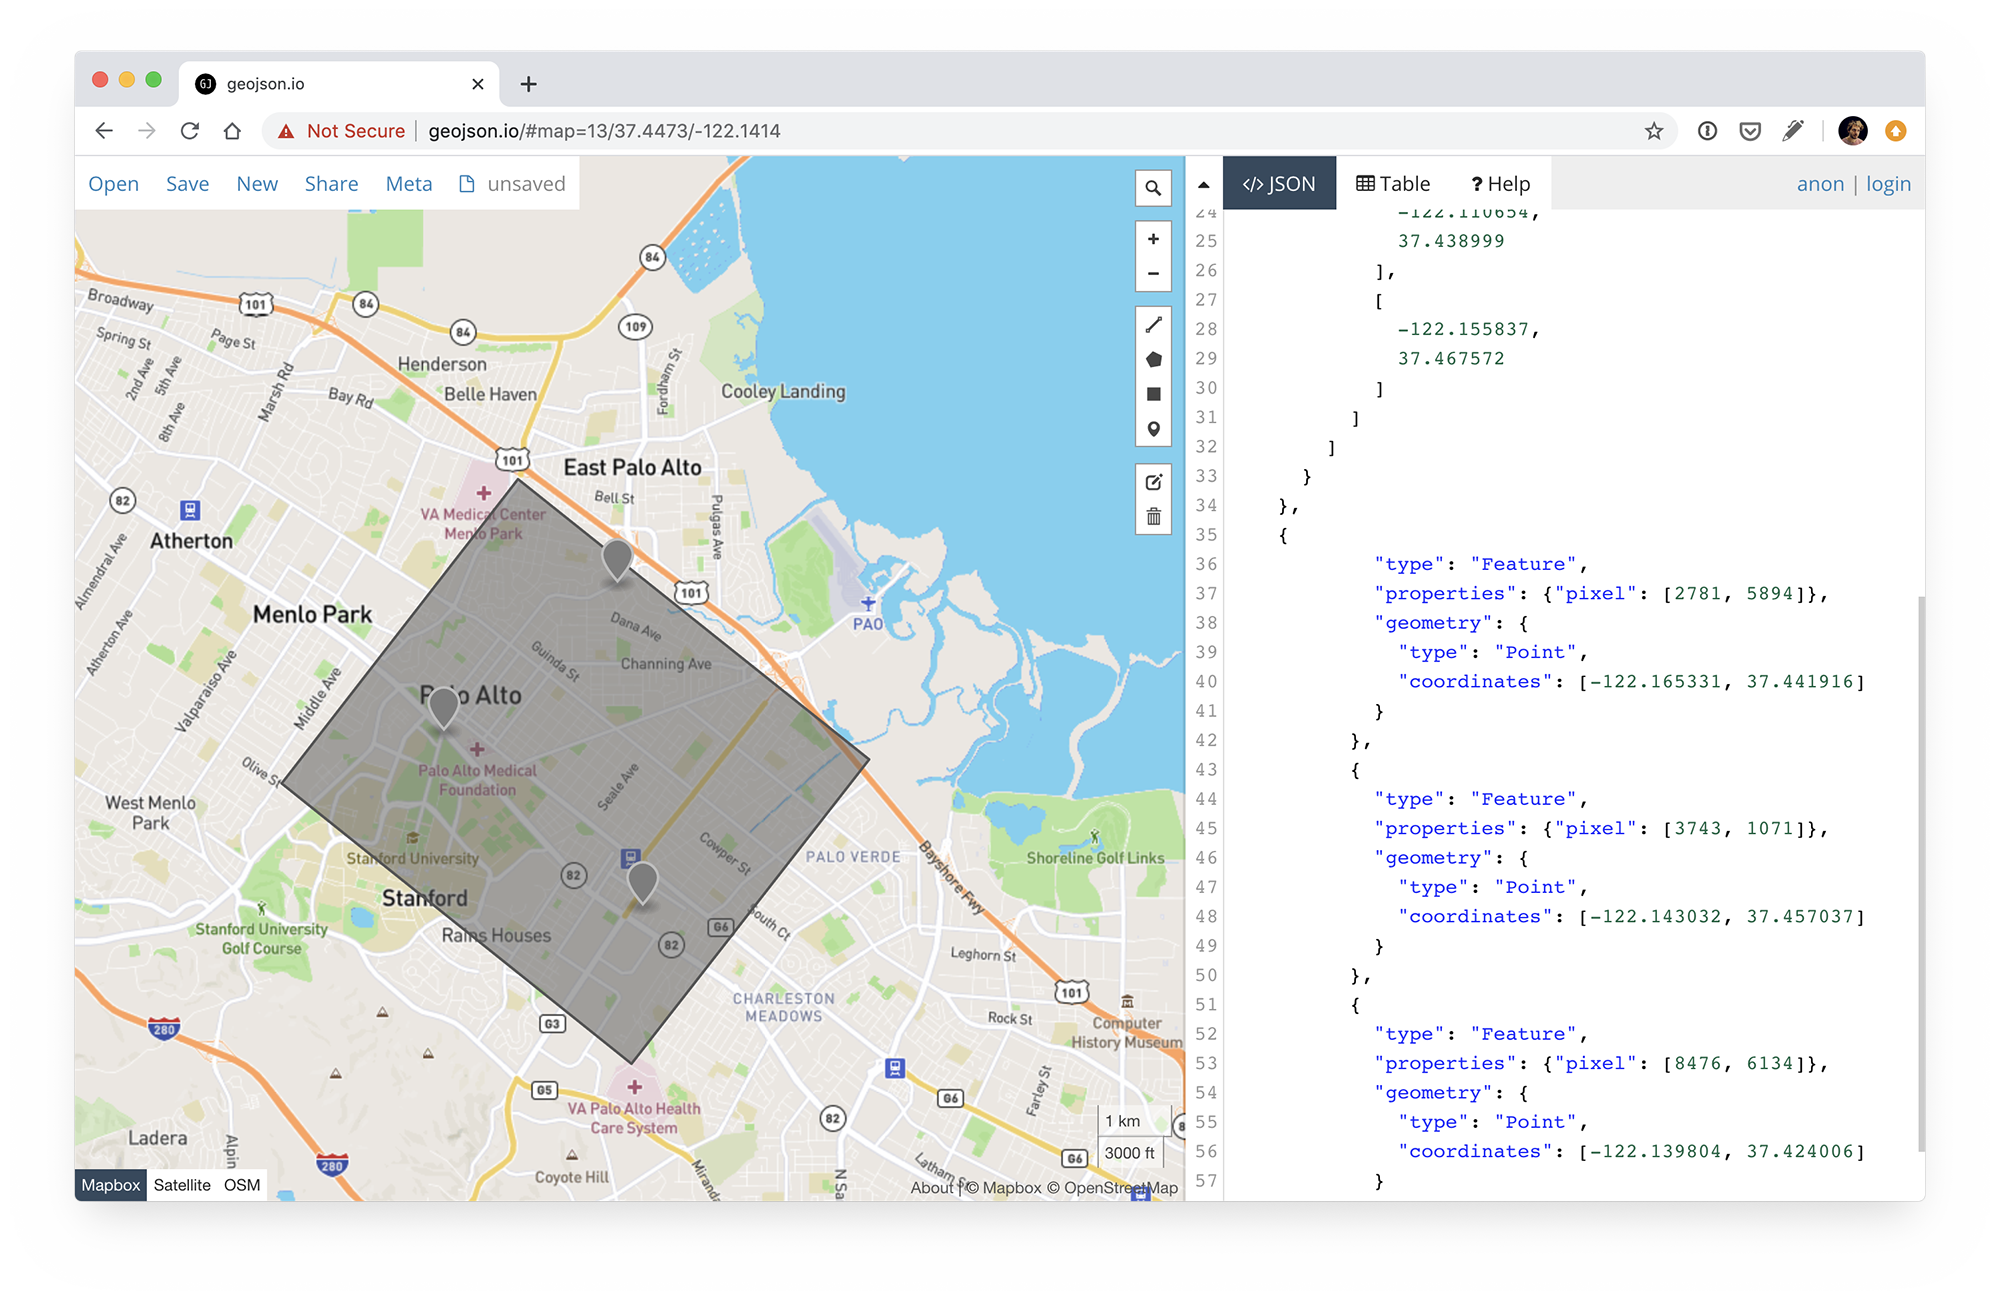 GJ geojson.io
Not Secure geojson.io/#map=13/37.4473/-122.1414
Open Save New Share Meta unsaved
</> JSON Table ? Help
anon | login
84
Broadway
101
84
84
109
Spring St
Page St
2nd Ave
5th Ave
8th Ave
Marsh Rd
Bay Rd
Henderson
Belle Haven
Fordham St
Cooley Landing
101
East Palo Alto
Bell St
Pulgas Ave
82
Atherton
VA Medical Center
Menlo Park
Almendral Ave
Atherton Ave
Menlo Park
101
PAO
Dana Ave
Guinda St
Channing Ave
Valparaiso Ave
Middle Ave
Palo Alto
Olive St
Palo Alto Medical
Foundation
Seale Ave
West Menlo
Park
Stanford University
Cowper St
PALO VERDE
Bayshore Fwy
Shoreline Golf Links
82
Stanford
Stanford University
Golf Course
Rains Houses
82
G6
South Ct
Leghorn St
101
CHARLESTON
MEADOWS
Rock St
Computer
History Museum
280
G3
G5
VA Palo Alto Health
Care System
82
G6
Farley St
Ladera
Alpin
280
Coyote Hill
Miranda
N Sa
Latham St
G6
8
1 km
3000 ft
Mapbox Satellite OSM
About | © Mapbox © OpenStreetMap
24 -122.110654,
25 37.438999
26 ],
27 [
28 -122.155837,
29 37.467572
30 ]
31 ]
32 ]
33 }
34 },
35 {
36 "type": "Feature",
37 "properties": {"pixel": [2781, 5894]},
38 "geometry": {
39 "type": "Point",
40 "coordinates": [-122.165331, 37.441916]
41 }
42 },
43 {
44 "type": "Feature",
45 "properties": {"pixel": [3743, 1071]},
46 "geometry": {
47 "type": "Point",
48 "coordinates": [-122.143032, 37.457037]
49 }
50 },
51 {
52 "type": "Feature",
53 "properties": {"pixel": [8476, 6134]},
54 "geometry": {
55 "type": "Point",
56 "coordinates": [-122.139804, 37.424006]
57 }